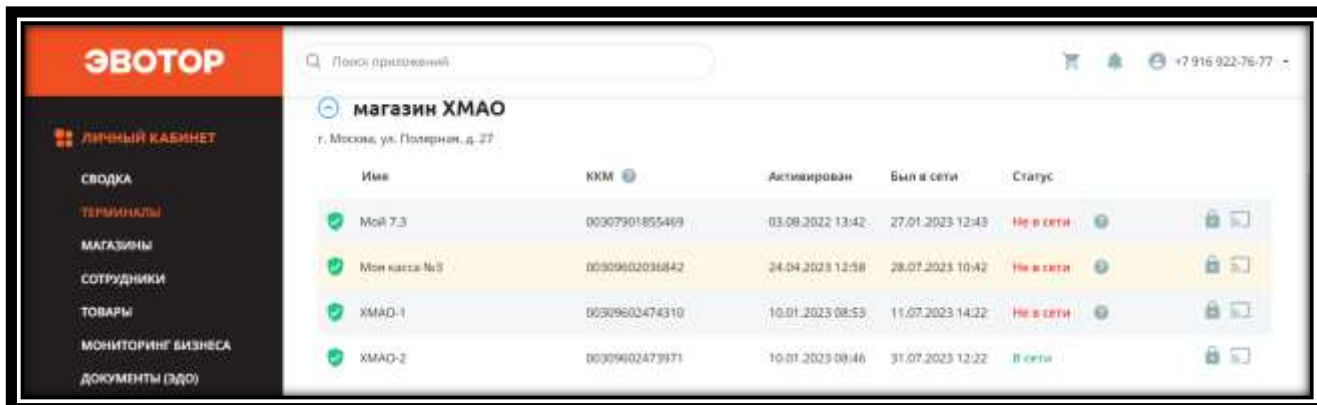 ЭВОТОР
Поиск приложений
+7 916 922-76-77
магазин ХМАО
г. Москва, ул. Полярная, д. 27
ЛИЧНЫЙ КАБИНЕТ
Имя ККМ Активирован Был в сети Статус
СВОДКА
ТЕРМИНАЛЫ
Мой 7.3 00307901855469 03.08.2022 13:42 27.01.2023 12:43 Не в сети
МАГАЗИНЫ
Моя касса №3 00309602036842 24.04.2023 12:58 28.07.2023 10:42 Не в сети
СОТРУДНИКИ
ТОВАРЫ
ХМАО-1 00309602474310 10.01.2023 08:53 11.07.2023 14:22 Не в сети
МОНИТОРИНГ БИЗНЕСА
ХМАО-2 00309602473971 10.01.2023 08:46 31.07.2023 12:22 В сети
ДОКУМЕНТЫ (ЭДО)